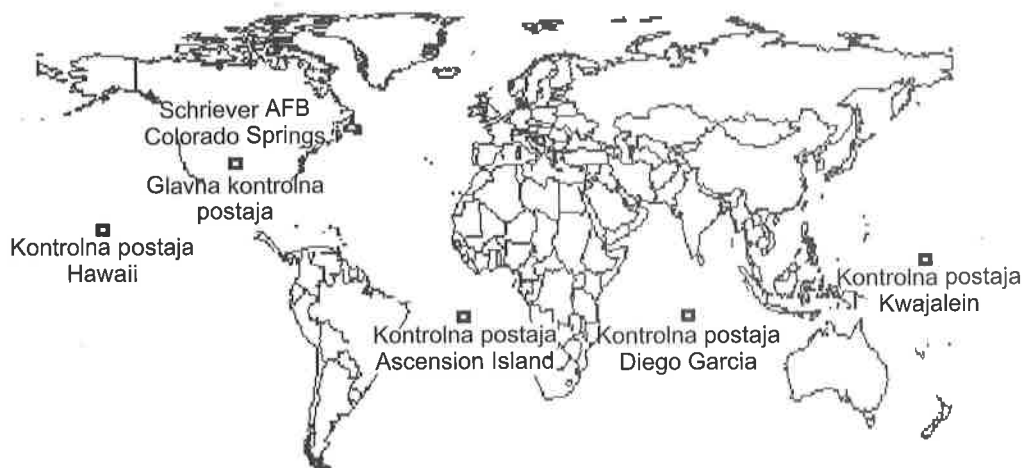 Schriever AFB
Colorado Springs
Glavna kontrolna
postaja
Kontrolna postaja
Hawaii
Kontrolna postaja
Ascension Island
Kontrolna postaja
Diego Garcia
Kontrolna postaja
Kwajalein